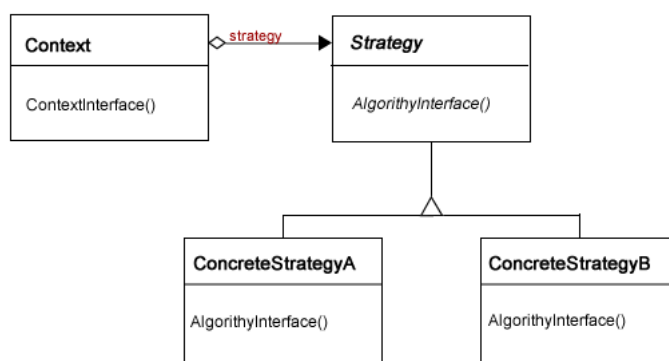 Context
strategy
Strategy
ContextInterface()
AlgorithyInterface()
ConcreteStrategyA
ConcreteStrategyB
AlgorithyInterface()
AlgorithyInterface()